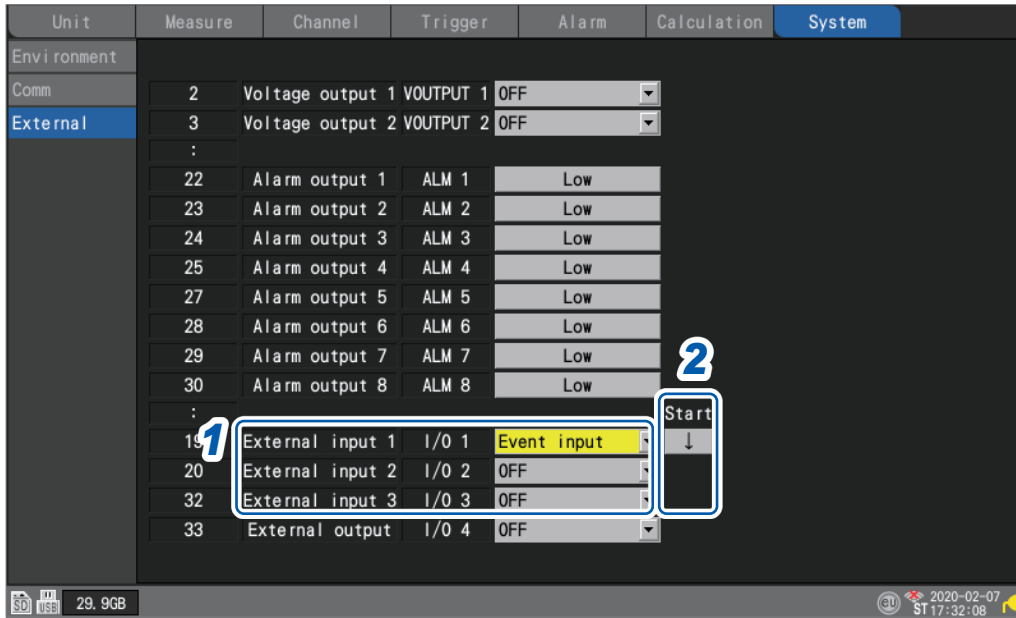 Unit Measure Channel Trigger Alarm Calculation System
Environment
Comm
External
2 Voltage output 1 VOUTPUT 1 OFF
3 Voltage output 2 VOUTPUT 2 OFF
:
22 Alarm output 1 ALM 1 Low
23 Alarm output 2 ALM 2 Low
24 Alarm output 3 ALM 3 Low
25 Alarm output 4 ALM 4 Low
27 Alarm output 5 ALM 5 Low
28 Alarm output 6 ALM 6 Low
29 Alarm output 7 ALM 7 Low
2
30 Alarm output 8 ALM 8 Low
: Start
1
19 External input 1 I/O 1 Event input ↓
20 External input 2 I/O 2 OFF
32 External input 3 I/O 3 OFF
33 External output I/O 4 OFF
SD USB 29.9GB EU ST 2020-02-07
17:32:08